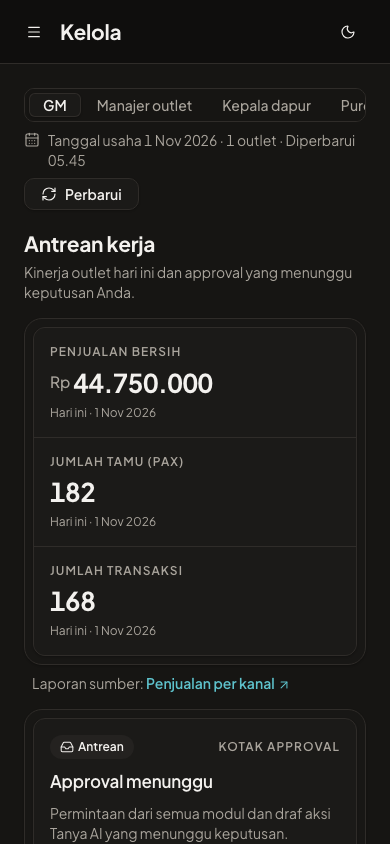 Kelola
GM Manajer outlet Kepala dapur Pur
Tanggal usaha 1 Nov 2026 · 1 outlet · Diperbarui
05.45
Perbarui
Antrean kerja
Kinerja outlet hari ini dan approval yang menunggu
keputusan Anda.
PENJUALAN BERSIH
Rp 44.750.000
Hari ini · 1 Nov 2026
JUMLAH TAMU (PAX)
182
Hari ini · 1 Nov 2026
JUMLAH TRANSAKSI
168
Hari ini · 1 Nov 2026
Laporan sumber: Penjualan per kanal ↗
Antrean KOTAK APPROVAL
Approval menunggu
Permintaan dari semua modul dan draf aksi
Tanya AI yang menunggu keputusan.